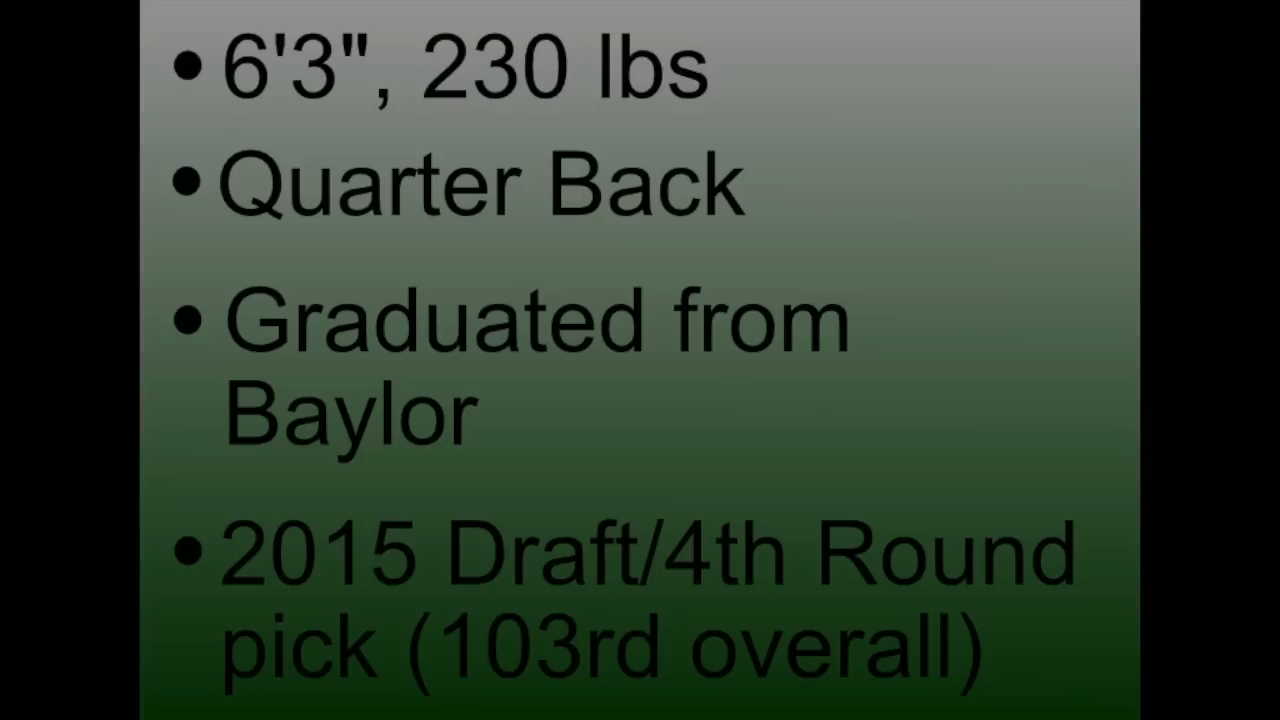 • 6'3", 230 lbs
• Quarter Back
• Graduated from
Baylor
• 2015 Draft/4th Round
pick (103rd overall)